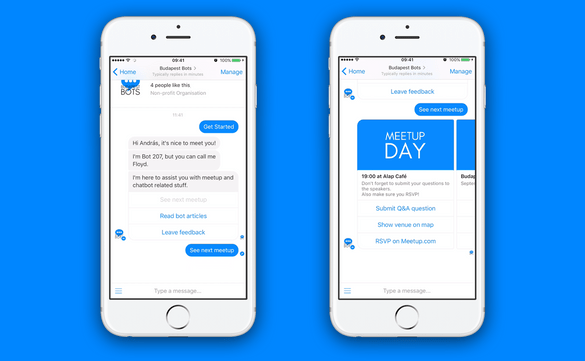 09:41
100%
Home
Budapest Bots
Typically replies in minutes
Manage
BOTS
4 people like this
Non-profit Organisation
11:41
Get Started
Hi András, it's nice to meet you!
I'm Bot 207, but you can call me
Floyd.
I'm here to assist you with meetup and
chatbot related stuff.
See next meetup
Read bot articles
Leave feedback
See next meetup
Type a message...
09:41
100%
Home
Budapest Bots
Typically replies in minutes
Manage
Leave feedback
See next meetup
MEETUP
DAY
19:00 at Alap Café
Don't forget to submit your questions to
the speakers.
Also make sure you RSVP!
Submit Q&A question
Show venue on map
RSVP on Meetup.com
Type a message...